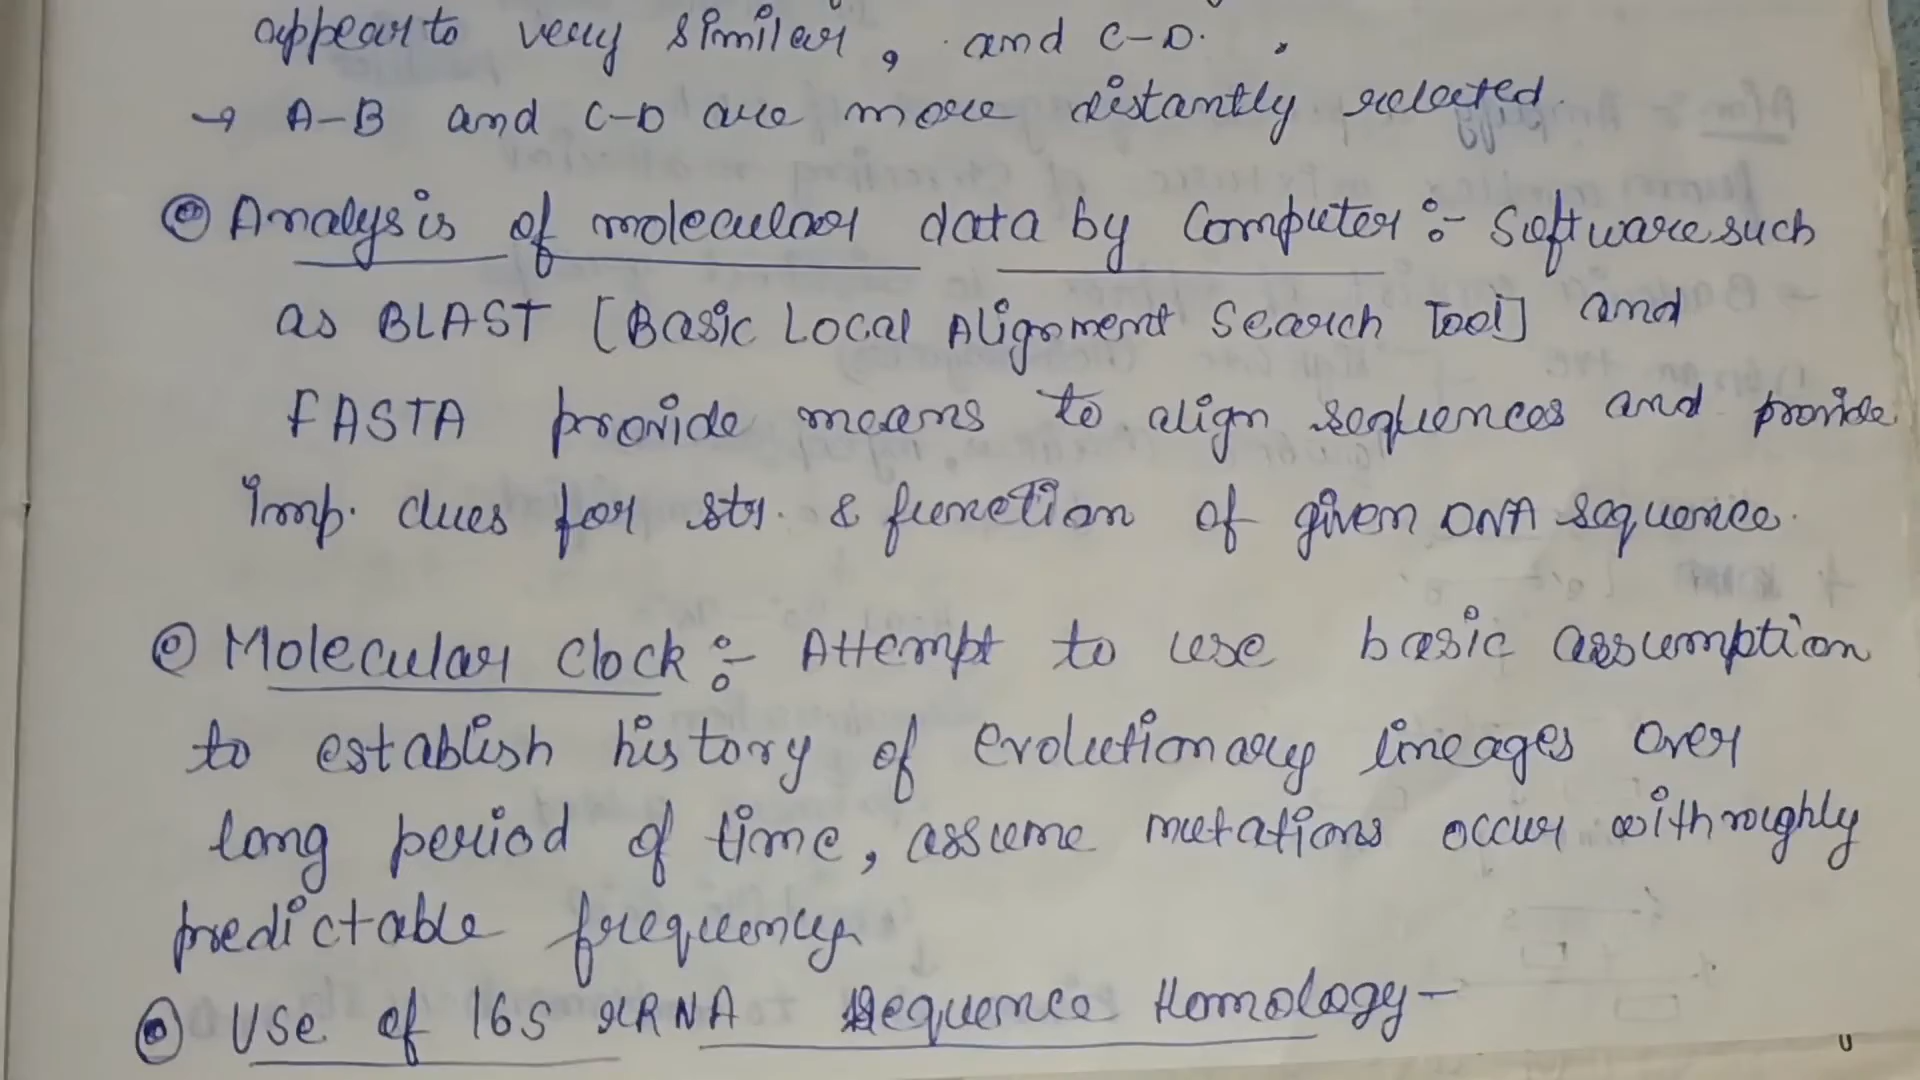 appear to very similar, and C-D.
→ A-B and C-D are more distantly related.
Analysis of molecular data by Computer :- Software such
as BLAST [Basic Local Alignment Search Tool] and
FASTA provide means to align sequences and provide
imp. clues for str. & function of given DNA sequence.
Molecular Clock :- Attempt to use basic assumption
to establish history of evolutionary lineages over
long period of time, assume mutations occur with roughly
predictable frequency.
Use of 16S rRNA Sequence Homology -